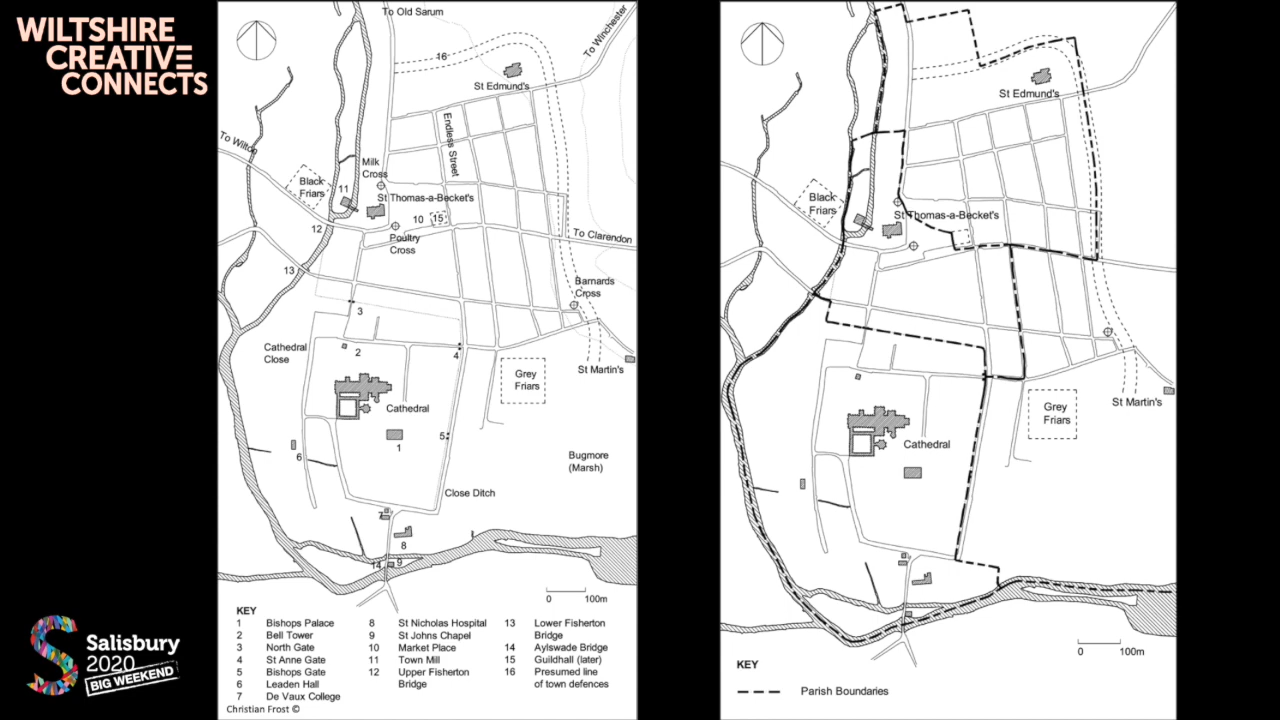 WILTSHIRE
CREATIVE
CONNECTS
Salisbury
2020
BIG WEEKEND
To Old Sarum
To Winchester
16
St Edmund's
To Wilton
Endless Street
Milk
Cross
Black
Friars
11
St Thomas-a-Becket's
10
15
12
Poultry
Cross
To Clarendon
13
Barnards
Cross
3
Cathedral
Close
2
4
St Martin's
Grey
Friars
Cathedral
5
1
6
Bugmore
(Marsh)
Close Ditch
7
8
14
9
0
100m
KEY
1 Bishops Palace
2 Bell Tower
3 North Gate
4 St Anne Gate
5 Bishops Gate
6 Leaden Hall
7 De Vaux College
8 St Nicholas Hospital
9 St Johns Chapel
10 Market Place
11 Town Mill
12 Upper Fisherton
Bridge
13 Lower Fisherton
Bridge
14 Aylswade Bridge
15 Guildhall (later)
16 Presumed line
of town defences
Christian Frost ©
St Edmund's
Black
Friars
St Thomas-a-Becket's
Grey
Friars
St Martin's
Cathedral
0
100m
KEY
Parish Boundaries